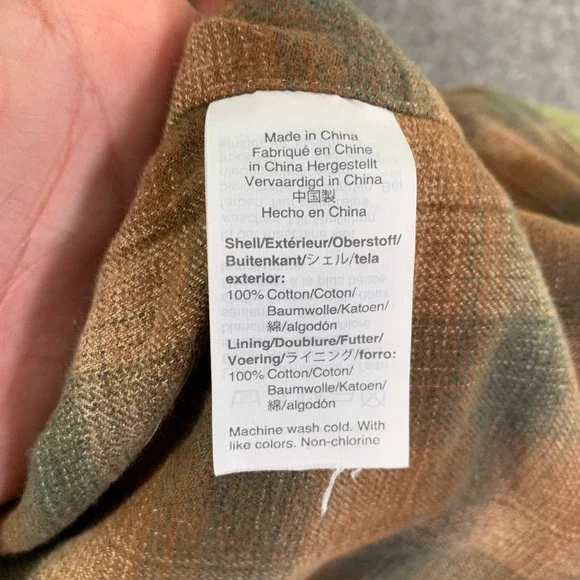 Made in China
Fabriqué en Chine
in China Hergestellt
Vervaardigd in China
中国製
Hecho en China
Shell/Extérieur/Oberstoff/
Buitenkant/シェル/tela
exterior:
100% Cotton/Coton/
Baumwolle/Katoen/
綿/algodón
Lining/Doublure/Futter/
Voering/ライニング/forro:
100% Cotton/Coton/
Baumwolle/Katoen/
綿/algodón
Machine wash cold. With
like colors. Non-chlorine